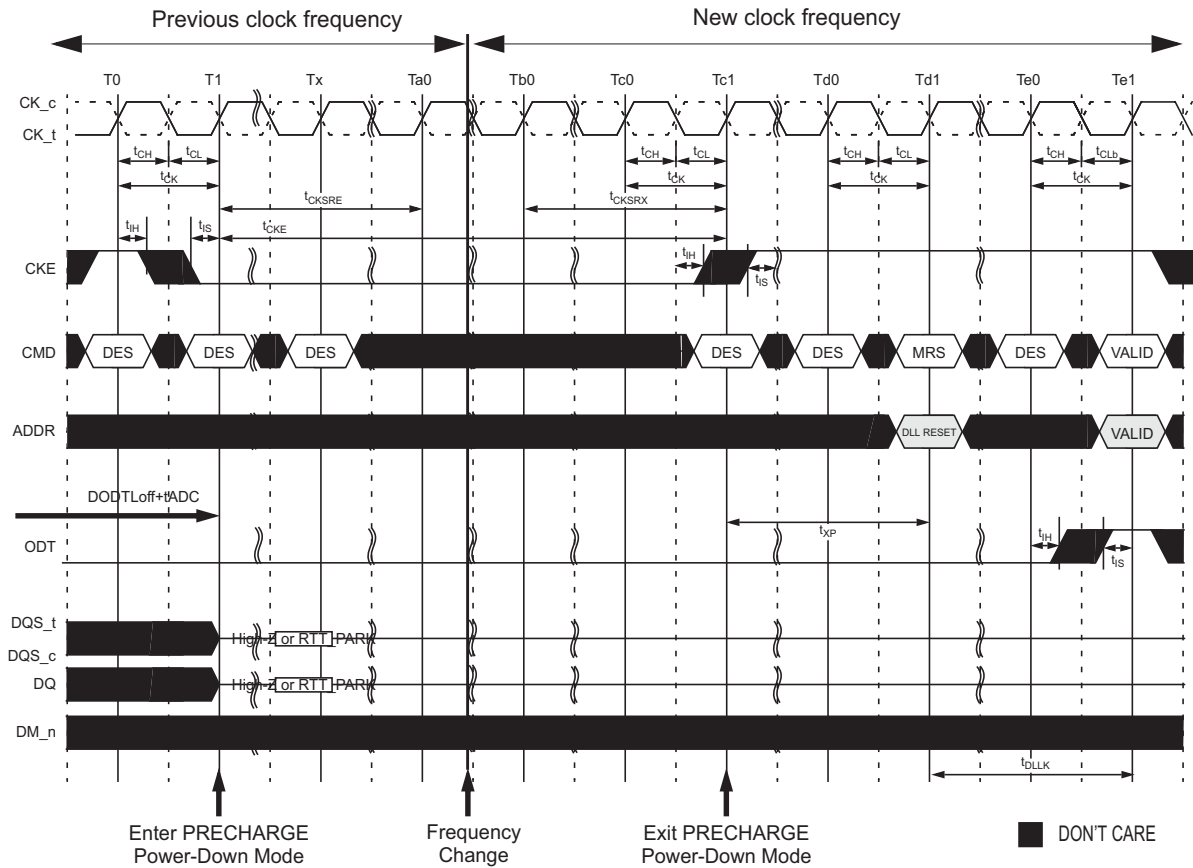 Previous clock frequency New clock frequency
T0 T1 Tx Ta0 Tb0 Tc0 Tc1 Td0 Td1 Te0 Te1
CK_c
CK_t
tCH tCL tCH tCL tCH tCL tCH tCLb
tCK tCK tCK tCK
tCKSRE tCKSRX
tIH tIS tCKE
CKE tIH tIS
CMD DES DES DES DES DES MRS DES VALID
ADDR DLL RESET VALID
DODTLoff+tADC
tXP
ODT tIH tIS
DQS_t
High-Z or RTT_PARK
DQS_c
DQ High-Z or RTT_PARK
DM_n
tDLLK
Enter PRECHARGE
Power-Down Mode
Frequency
Change
Exit PRECHARGE
Power-Down Mode
DON'T CARE